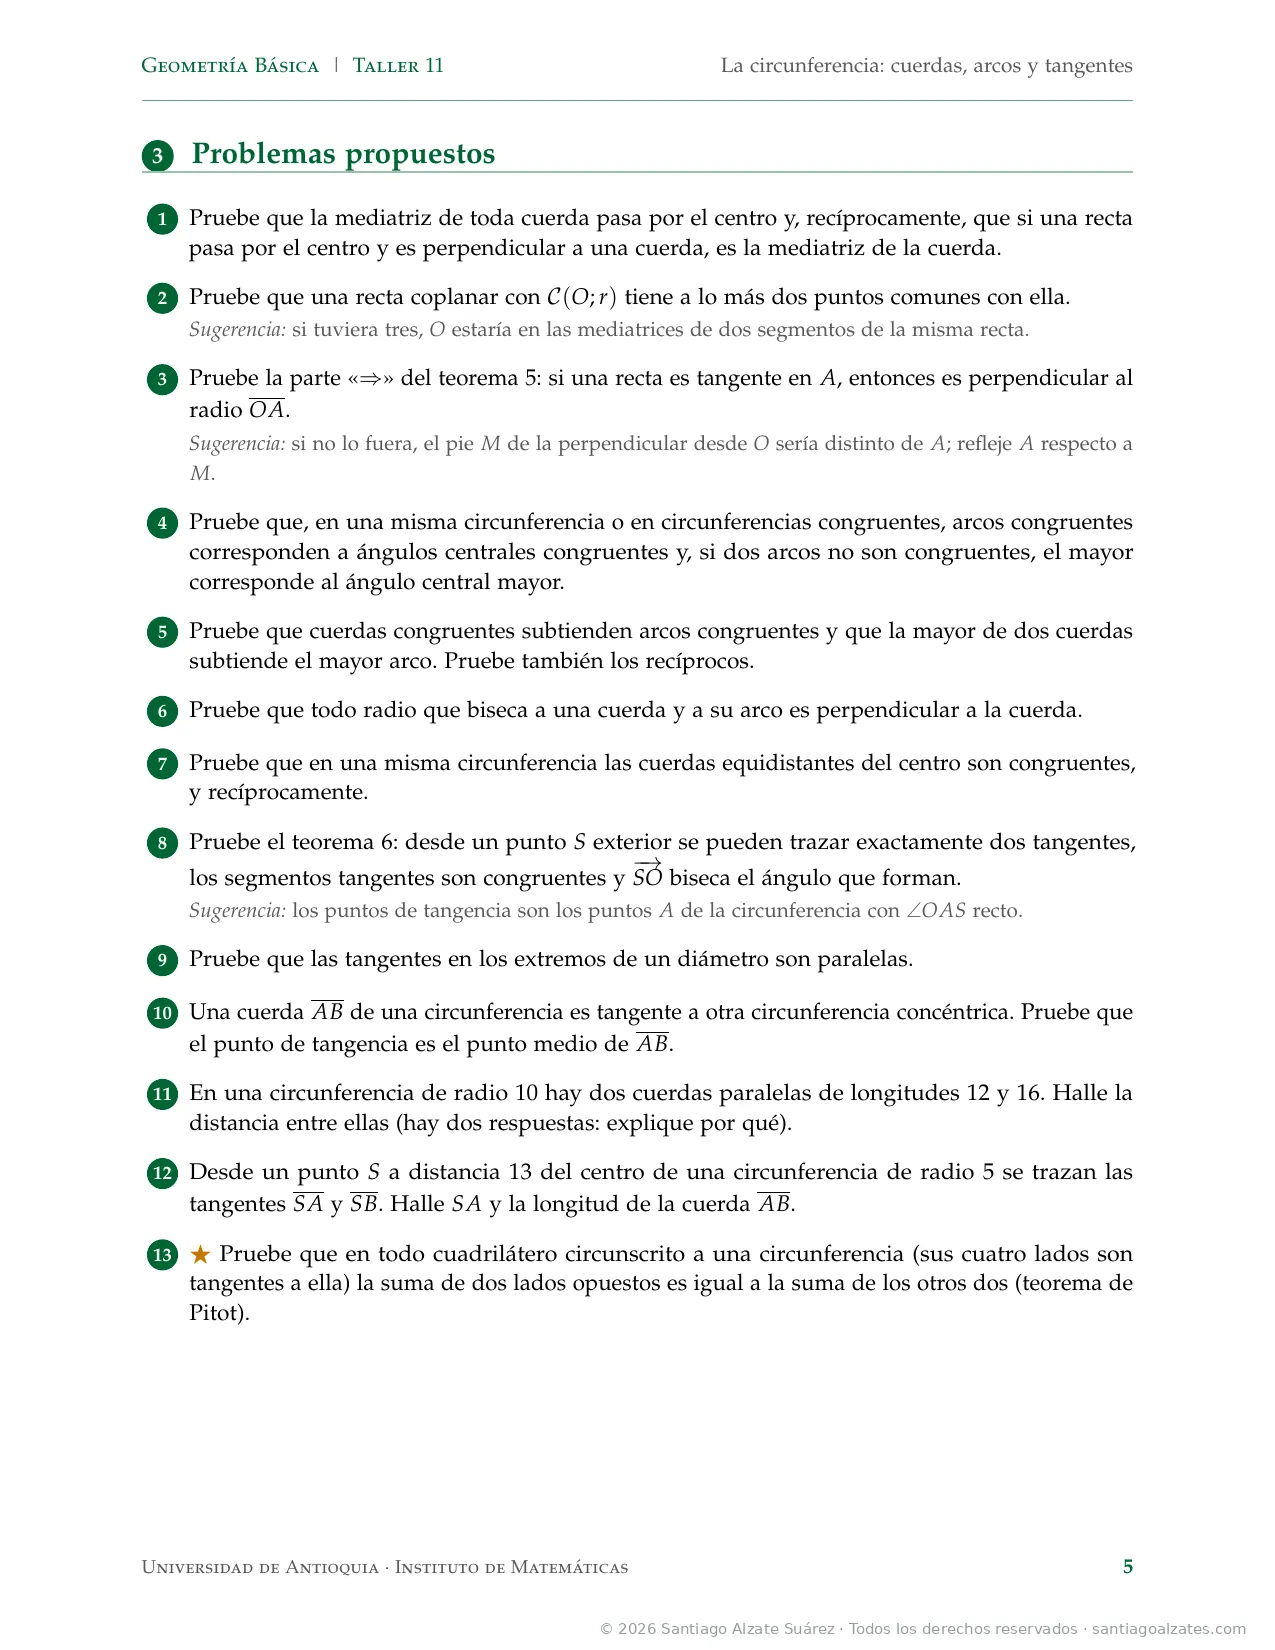 Geometría Básica | Taller 11
La circunferencia: cuerdas, arcos y tangentes
3 Problemas propuestos
1 Pruebe que la mediatriz de toda cuerda pasa por el centro y, recíprocamente, que si una recta
pasa por el centro y es perpendicular a una cuerda, es la mediatriz de la cuerda.
2 Pruebe que una recta coplanar con 𝒞(O; r) tiene a lo más dos puntos comunes con ella.
Sugerencia: si tuviera tres, O estaría en las mediatrices de dos segmentos de la misma recta.
3 Pruebe la parte «⇒» del teorema 5: si una recta es tangente en A, entonces es perpendicular al
radio O̅A̅.
Sugerencia: si no lo fuera, el pie M de la perpendicular desde O sería distinto de A; refleje A respecto a
M.
4 Pruebe que, en una misma circunferencia o en circunferencias congruentes, arcos congruentes
corresponden a ángulos centrales congruentes y, si dos arcos no son congruentes, el mayor
corresponde al ángulo central mayor.
5 Pruebe que cuerdas congruentes subtienden arcos congruentes y que la mayor de dos cuerdas
subtiende el mayor arco. Pruebe también los recíprocos.
6 Pruebe que todo radio que biseca a una cuerda y a su arco es perpendicular a la cuerda.
7 Pruebe que en una misma circunferencia las cuerdas equidistantes del centro son congruentes,
y recíprocamente.
8 Pruebe el teorema 6: desde un punto S exterior se pueden trazar exactamente dos tangentes,
los segmentos tangentes son congruentes y S⃗O⃗ biseca el ángulo que forman.
Sugerencia: los puntos de tangencia son los puntos A de la circunferencia con ∠OAS recto.
9 Pruebe que las tangentes en los extremos de un diámetro son paralelas.
10 Una cuerda A̅B̅ de una circunferencia es tangente a otra circunferencia concéntrica. Pruebe que
el punto de tangencia es el punto medio de A̅B̅.
11 En una circunferencia de radio 10 hay dos cuerdas paralelas de longitudes 12 y 16. Halle la
distancia entre ellas (hay dos respuestas: explique por qué).
12 Desde un punto S a distancia 13 del centro de una circunferencia de radio 5 se trazan las
tangentes S̅A̅ y S̅B̅. Halle SA y la longitud de la cuerda A̅B̅.
13 ★ Pruebe que en todo cuadrilátero circunscrito a una circunferencia (sus cuatro lados son
tangentes a ella) la suma de dos lados opuestos es igual a la suma de los otros dos (teorema de
Pitot).
Universidad de Antioquia · Instituto de Matemáticas
5
© 2026 Santiago Alzate Suárez · Todos los derechos reservados · santiagoalzates.com